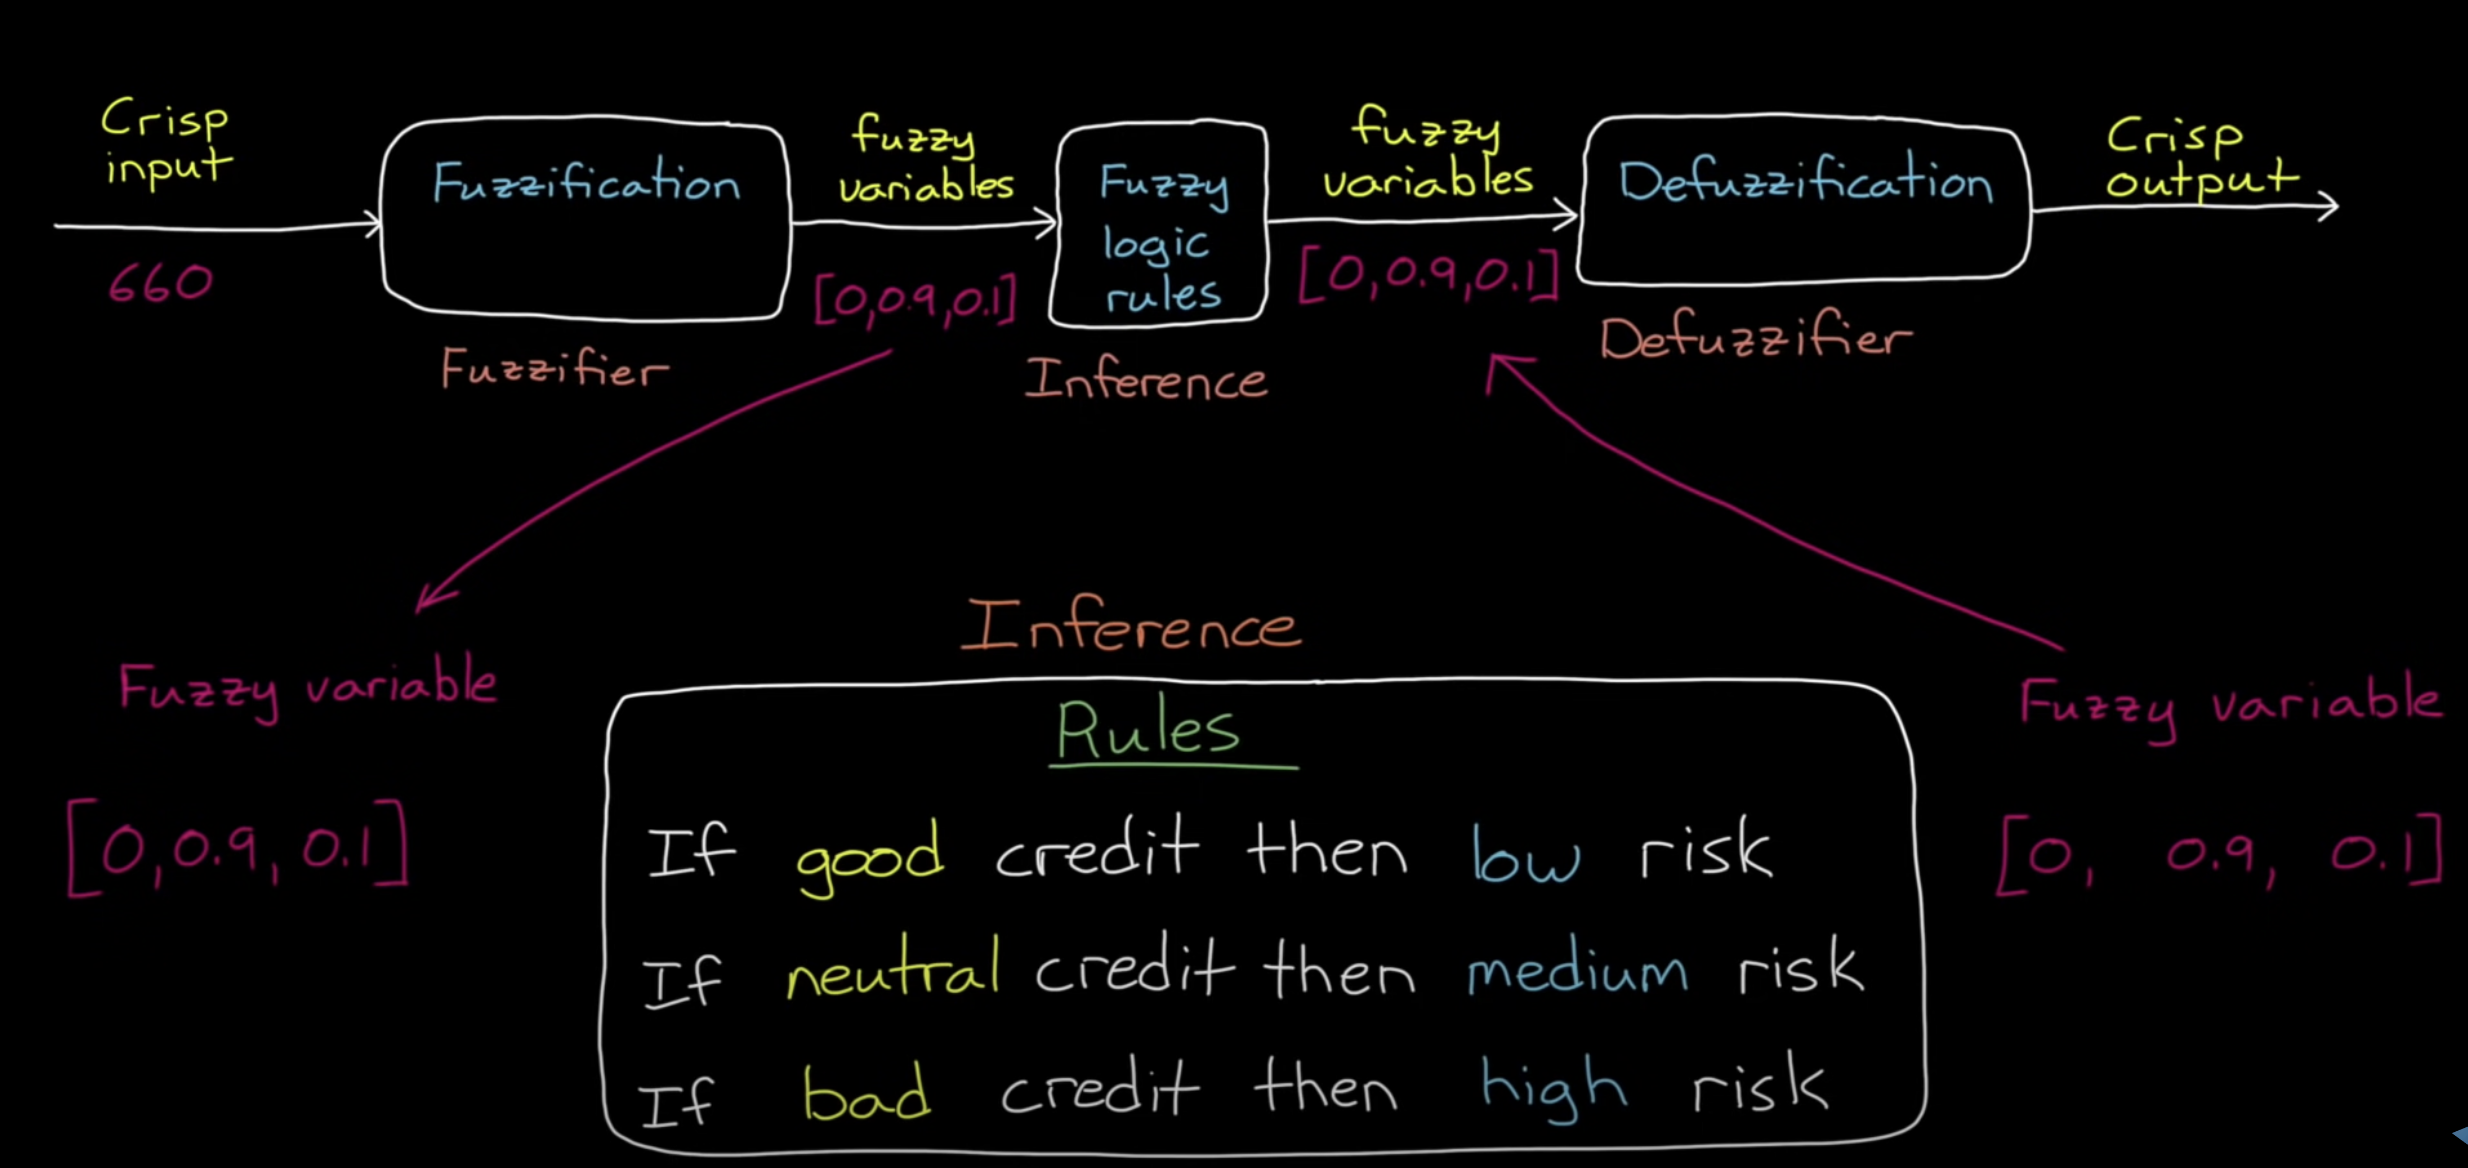 Crisp
input
660
Fuzzification
Fuzzifier
fuzzy
variables
[0,0.9,0.1]
Fuzzy
logic
rules
Inference
fuzzy
variables
[0,0.9,0.1]
Defuzzification
Defuzzifier
Crisp
output
Fuzzy variable
[0,0.9,0.1]
Inference
Rules
If good credit then low risk
If neutral credit then medium risk
If bad credit then high risk
Fuzzy variable
[0, 0.9, 0.1]